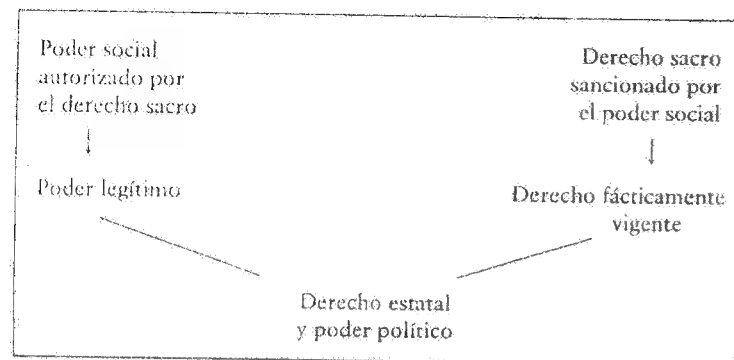 Poder social
autorizado por
el derecho sacro
Derecho sacro
sancionado por
el poder social
Poder legítimo
Derecho fácticamente
vigente
Derecho estatal
y poder político